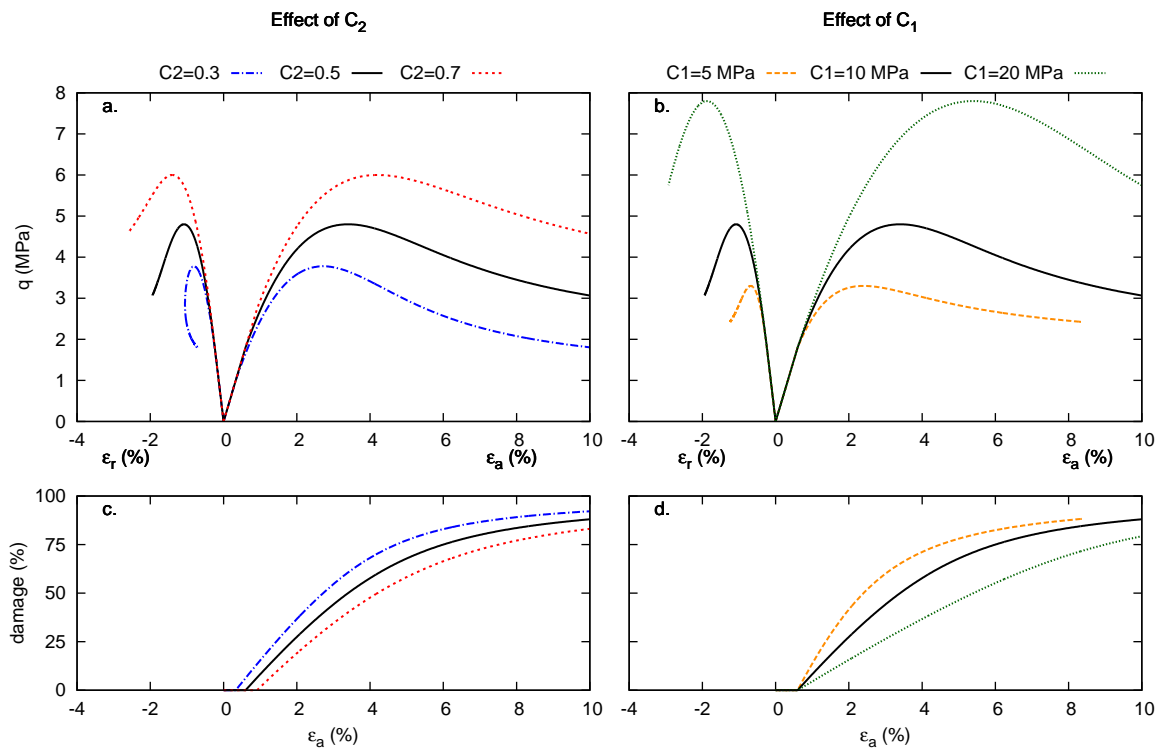 Effect of C2
Effect of C1
C2=0.3 C2=0.5 C2=0.7
C1=5 MPa C1=10 MPa C1=20 MPa
a.
b.
8
7
6
5
4
3
2
1
0
q (MPa)
-4 -2 0 2 4 6 8 10
-4 -2 0 2 4 6 8 10
εr (%) εa (%)
εr (%) εa (%)
c.
d.
100
75
50
25
0
damage (%)
-4 -2 0 2 4 6 8 10
-4 -2 0 2 4 6 8 10
εa (%)
εa (%)